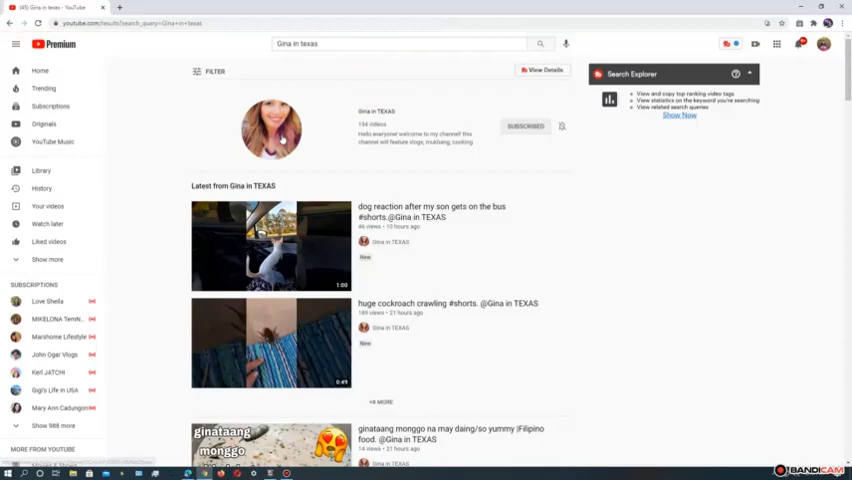 (45) Gina in texas - YouTube
youtube.com/results?search_query=Gina+in+texas
Premium
Gina in texas
9+
FILTER
View Details
Search Explorer
View and copy top ranking video tags
View statistics on the keyword you're searching
View related search queries
Show Now
Home
Trending
Subscriptions
Originals
YouTube Music
Library
History
Your videos
Watch later
Liked videos
Show more
SUBSCRIPTIONS
Love Sheila
MIKELONA TemN...
Marshome Lifestyle
John Ogar Vlogs
Kerl JATCHI
Gigi's Life in USA
Mary Ann Cadungon
Show 988 more
MORE FROM YOUTUBE
Gina in TEXAS
194 videos
Hello everyone! welcome to my channel! this
channel will feature vlogs, mukbang, cooking
SUBSCRIBED
Latest from Gina in TEXAS
dog reaction after my son gets on the bus
#shorts.@Gina in TEXAS
46 views • 10 hours ago
Gina in TEXAS
New
1:00
huge cockroach crawling #shorts. @Gina in TEXAS
189 views • 21 hours ago
Gina in TEXAS
New
0:49
+8 MORE
ginataang
monggo
ginataang monggo na may daing/so yummy |Filipino
food. @Gina in TEXAS
14 views • 21 hours ago
Gina in TEXAS
BANDICAM